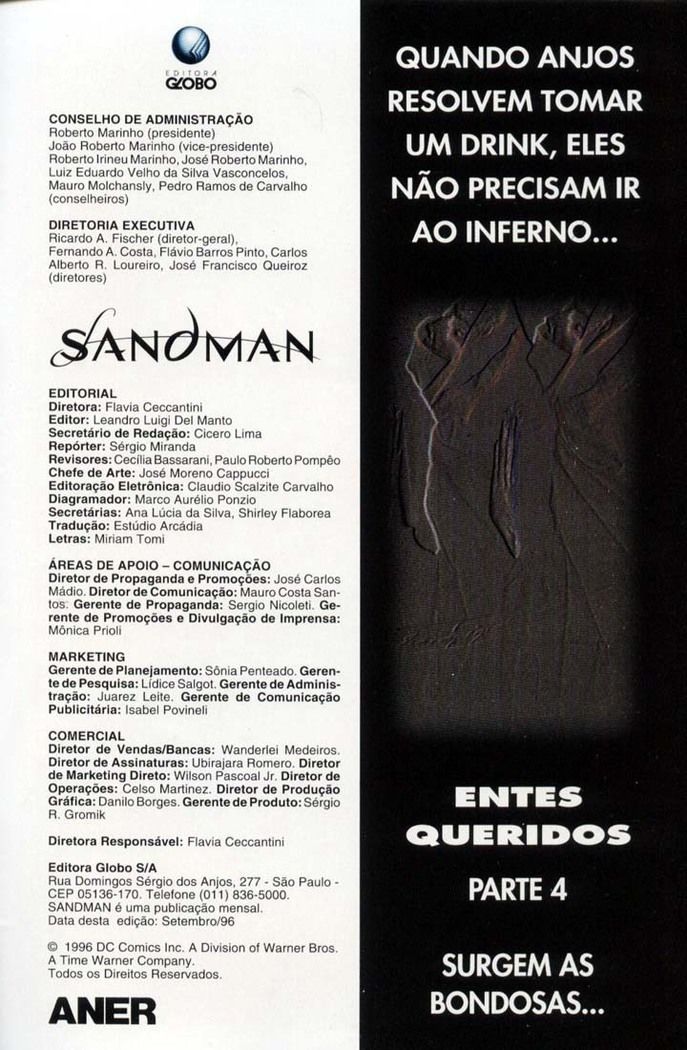 EDITORA
GLOBO
CONSELHO DE ADMINISTRAÇÃO
Roberto Marinho (presidente)
João Roberto Marinho (vice-presidente)
Roberto Irineu Marinho, José Roberto Marinho,
Luiz Eduardo Velho da Silva Vasconcelos,
Mauro Molchansly, Pedro Ramos de Carvalho
(conselheiros)
DIRETORIA EXECUTIVA
Ricardo A. Fischer (diretor-geral),
Fernando A. Costa, Flávio Barros Pinto, Carlos
Alberto R. Loureiro, José Francisco Queiroz
(diretores)
SANDMAN
EDITORIAL
Diretora: Flavia Ceccantini
Editor: Leandro Luigi Del Manto
Secretário de Redação: Cicero Lima
Repórter: Sérgio Miranda
Revisores: Cecília Bassarani, Paulo Roberto Pompêo
Chefe de Arte: José Moreno Cappucci
Editoração Eletrônica: Claudio Scalzite Carvalho
Diagramador: Marco Aurélio Ponzio
Secretárias: Ana Lúcia da Silva, Shirley Flaborea
Tradução: Estúdio Arcádia
Letras: Miriam Tomi
ÁREAS DE APOIO – COMUNICAÇÃO
Diretor de Propaganda e Promoções: José Carlos
Mádio. Diretor de Comunicação: Mauro Costa San-
tos. Gerente de Propaganda: Sergio Nicoleti. Ge-
rente de Promoções e Divulgação de Imprensa:
Mônica Prioli
MARKETING
Gerente de Planejamento: Sônia Penteado. Geren-
te de Pesquisa: Lídice Salgot. Gerente de Adminis-
tração: Juarez Leite. Gerente de Comunicação
Publicitária: Isabel Povineli
COMERCIAL
Diretor de Vendas/Bancas: Wanderlei Medeiros.
Diretor de Assinaturas: Ubirajara Romero. Diretor
de Marketing Direto: Wilson Pascoal Jr. Diretor de
Operações: Celso Martinez. Diretor de Produção
Gráfica: Danilo Borges. Gerente de Produto: Sérgio
R. Gromik
Diretora Responsável: Flavia Ceccantini
Editora Globo S/A
Rua Domingos Sérgio dos Anjos, 277 - São Paulo -
CEP 05136-170. Telefone (011) 836-5000.
SANDMAN é uma publicação mensal.
Data desta edição: Setembro/96
© 1996 DC Comics Inc. A Division of Warner Bros.
A Time Warner Company.
Todos os Direitos Reservados.
ANER
QUANDO ANJOS
RESOLVEM TOMAR
UM DRINK, ELES
NÃO PRECISAM IR
AO INFERNO...
ENTES
QUERIDOS
PARTE 4
SURGEM AS
BONDOSAS...